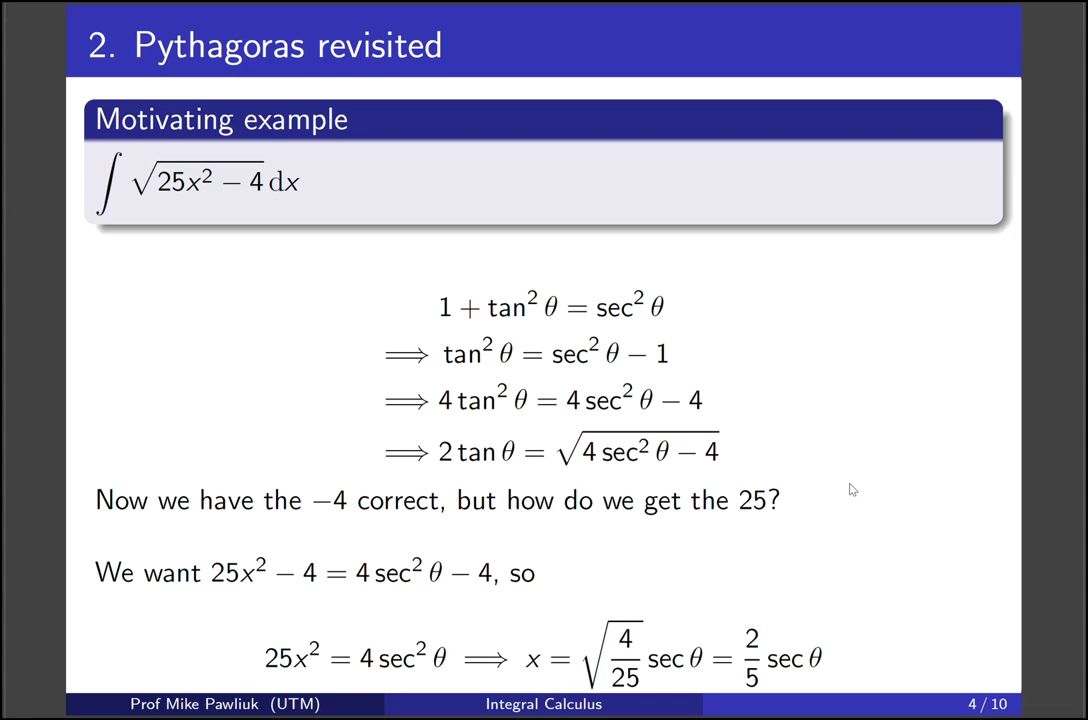 2. Pythagoras revisited
Motivating example
∫ √(25x² − 4) dx
1 + tan² θ = sec² θ
⟹ tan² θ = sec² θ − 1
⟹ 4 tan² θ = 4 sec² θ − 4
⟹ 2 tan θ = √(4 sec² θ − 4)
Now we have the −4 correct, but how do we get the 25?
We want 25x² − 4 = 4 sec² θ − 4, so
25x² = 4 sec² θ ⟹ x = √(4/25) sec θ = 2/5 sec θ
Prof Mike Pawliuk (UTM) Integral Calculus 4 / 10